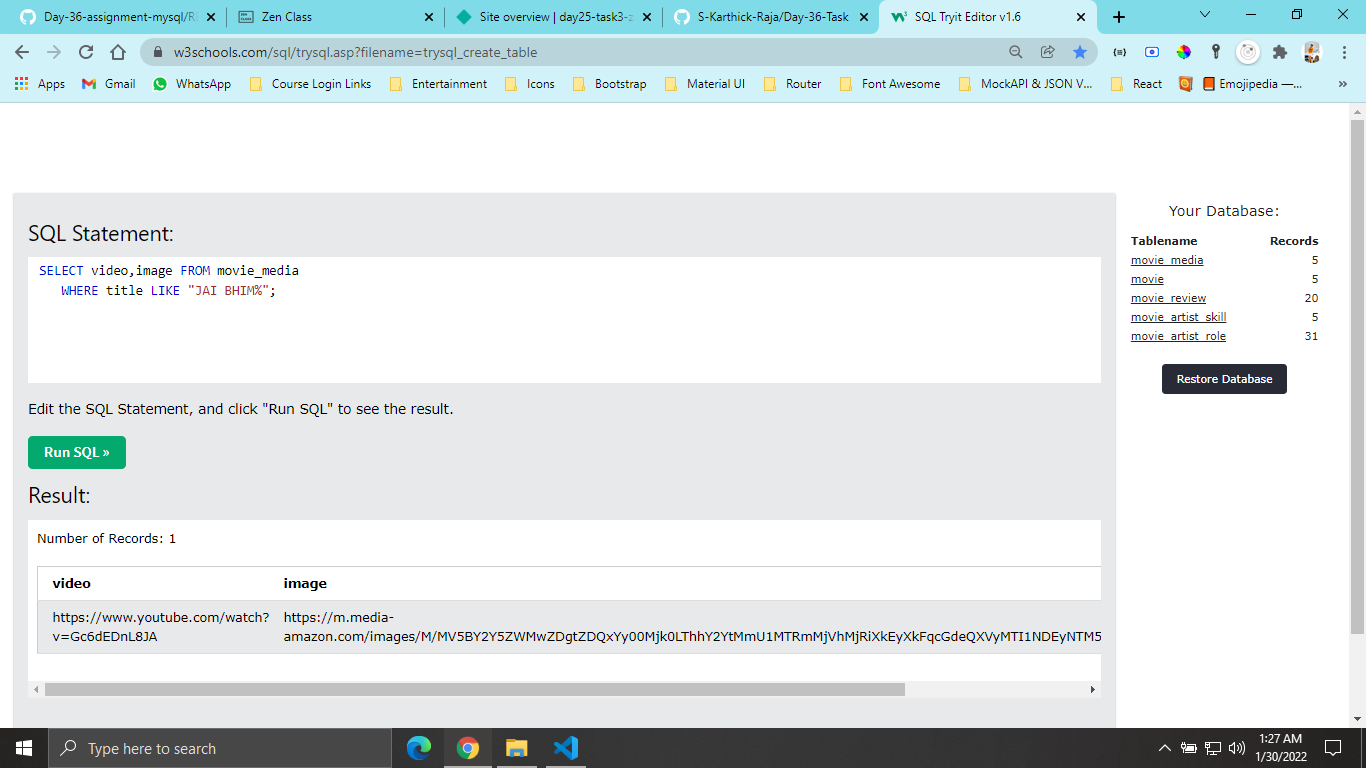 Day-36-assignment-mysql/RE
Zen Class
Site overview | day25-task3-z
S-Karthick-Raja/Day-36-Task
SQL Tryit Editor v1.6
w3schools.com/sql/trysql.asp?filename=trysql_create_table
Apps
Gmail
WhatsApp
Course Login Links
Entertainment
Icons
Bootstrap
Material UI
Router
Font Awesome
MockAPI & JSON V...
React
Emojipedia —...
»
SQL Statement:
SELECT video,image FROM movie_media
WHERE title LIKE "JAI BHIM%";
Edit the SQL Statement, and click "Run SQL" to see the result.
Run SQL »
Result:
Number of Records: 1
video image
https://www.youtube.com/watch?
v=Gc6dEDnL8JA
https://m.media-
amazon.com/images/M/MV5BY2Y5ZWMwZDgtZDQxYy00Mjk0LThhY2YtMmU1MTRmMjVhMjRiXkEyXkFqcGdeQXVyMTI1NDEyNTM5
Your Database:
Tablename Records
movie_media 5
movie 5
movie_review 20
movie_artist_skill 5
movie_artist_role 31
Restore Database
Type here to search
1:27 AM
1/30/2022